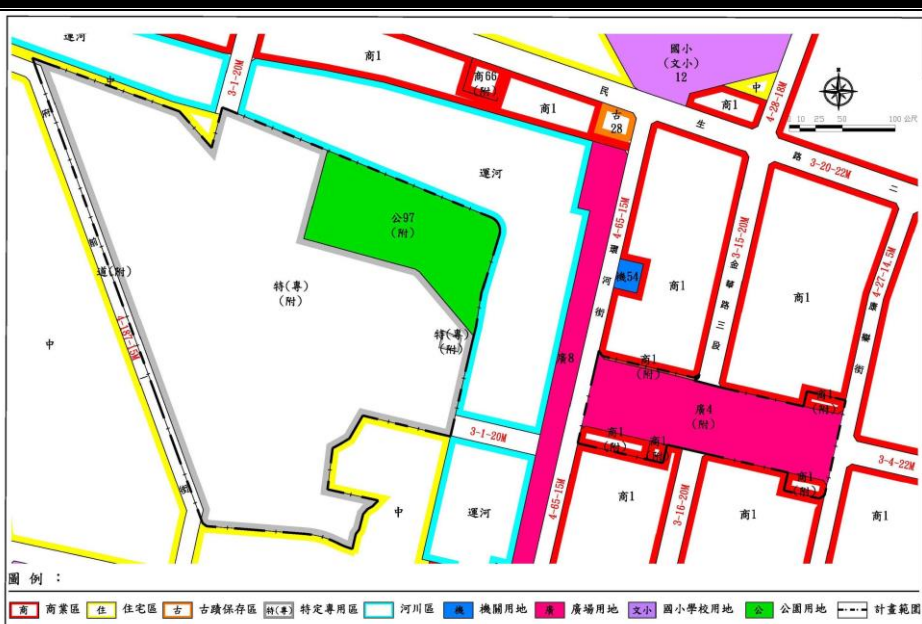 運河
商1
國小
(文小)
12
中
3-1-20M
商66
(附)
商1
民
生
路
二
古
28
商1
中
4-28-18M
10 25 50 100 公尺
3-20-22M
運河
公97
(附)
4-65-15M
運
河
街
3-15-20M
金
華
路
三
段
4-27-14.5M
機54
商1
商1
道(附)
特(專)
(附)
特(專)
(附)
4-187-15M
中
廣8
商1
(附)
廣4
(附)
商1
(附)
商1
(附)
商1
商1
(附)
3-1-20M
3-4-22M
中
運河
4-65-15M
商1
3-16-20M
商1
商1
圖例：
商 商業區 住 住宅區 古 古蹟保存區 特(專) 特定專用區 河川區 機 機關用地 廣 廣場用地 文小 國小學校用地 公 公園用地 計畫範圍